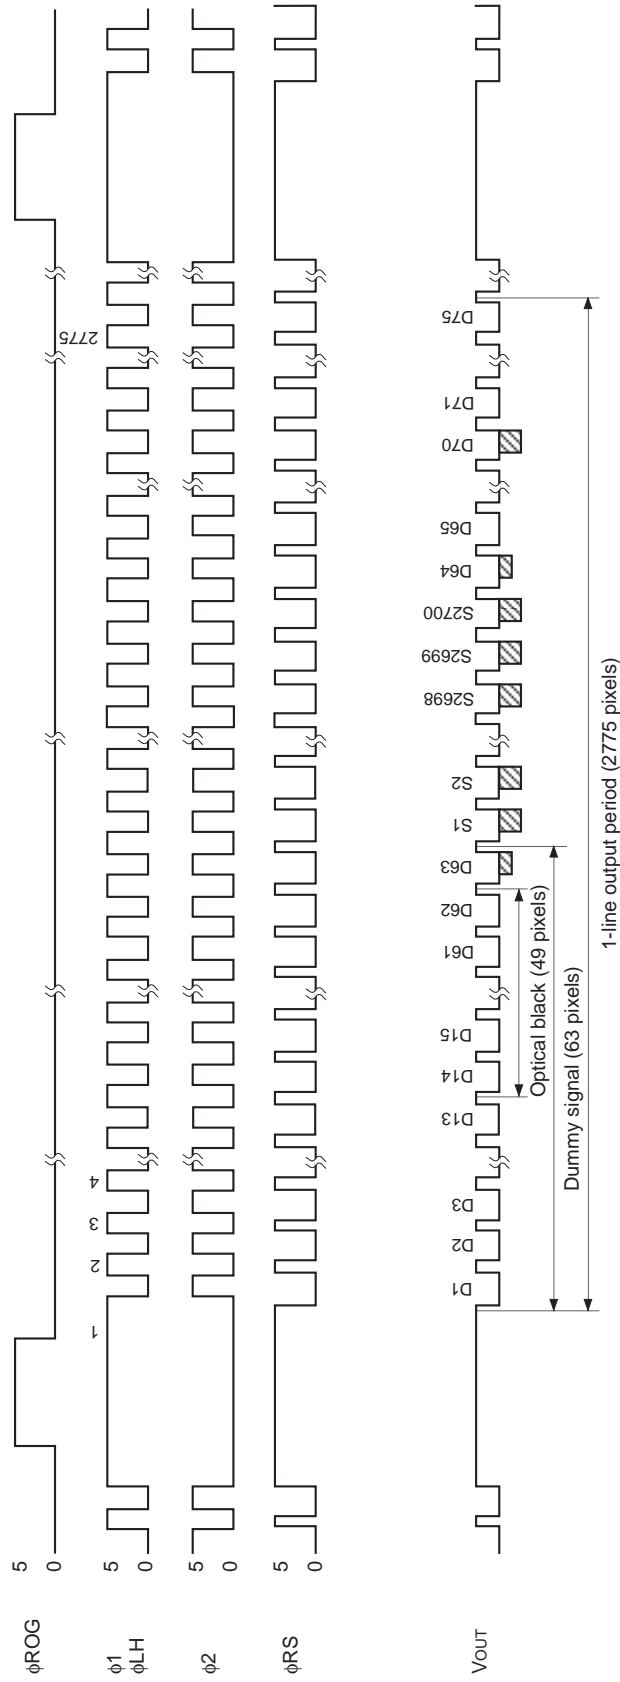 φROG
5
0
φ1
φLH
5
0
1
2
3
4
2775
φ2
5
0
φRS
5
0
VOUT
D1
D2
D3
D13
D14
D15
D61
D62
D63
S1
S2
S2698
S2699
S2700
D64
D65
D70
D71
D75
Optical black (49 pixels)
Dummy signal (63 pixels)
1-line output period (2775 pixels)